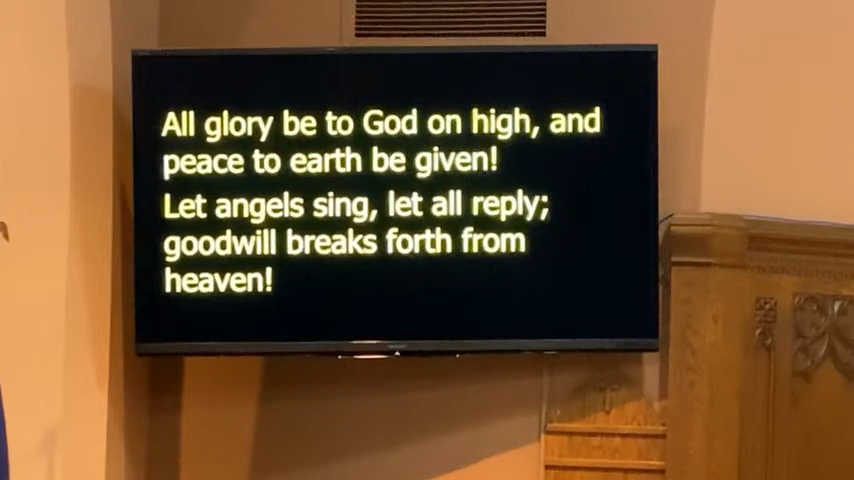 All glory be to God on high, and
peace to earth be given!
Let angels sing, let all reply;
goodwill breaks forth from
heaven!